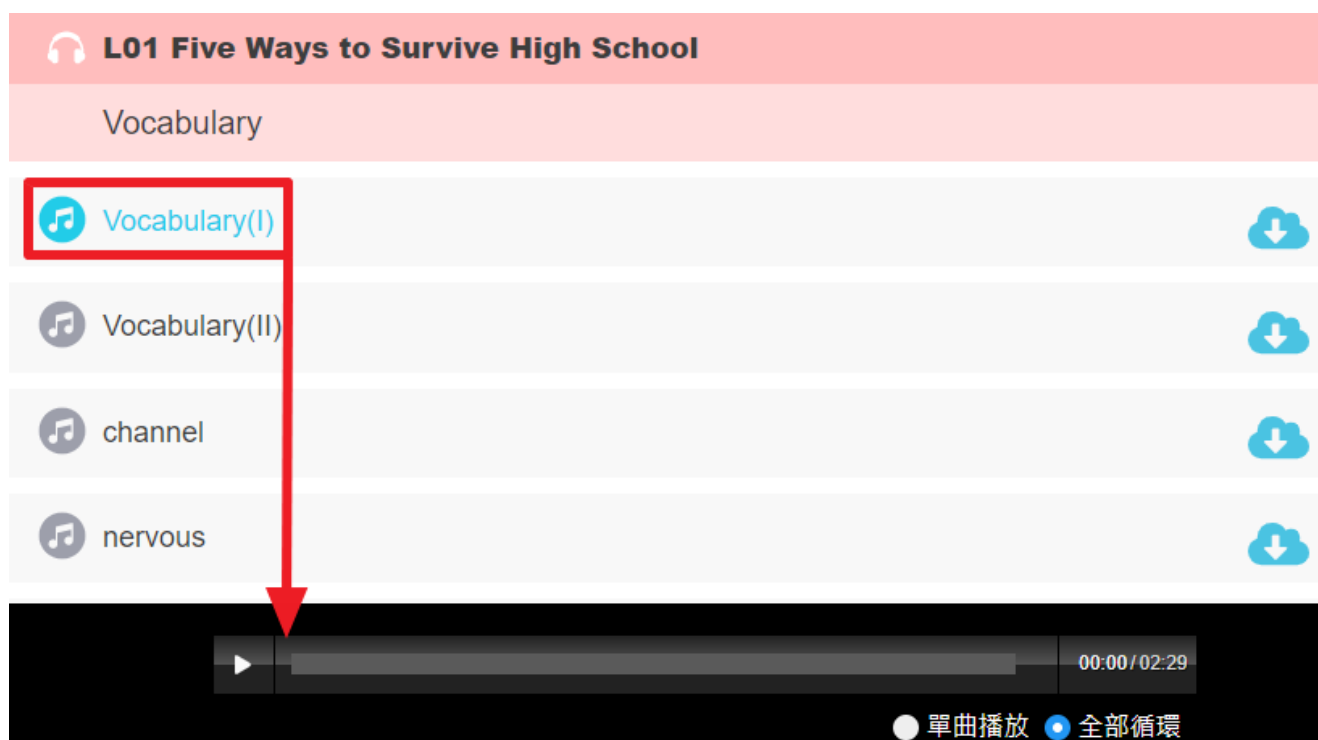 L01 Five Ways to Survive High School
Vocabulary
Vocabulary(I)
Vocabulary(II)
channel
nervous
00:00/02:29
單曲播放 全部循環